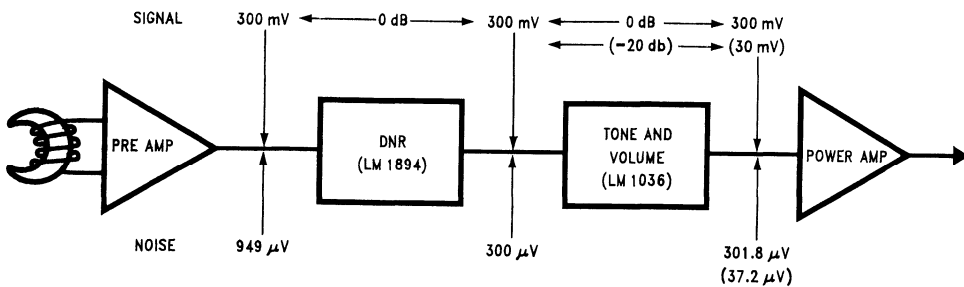 SIGNAL 300 mV 0 dB 300 mV 0 dB 300 mV
(−20 db) (30 mV)
PRE AMP
DNR
(LM 1894)
TONE AND
VOLUME
(LM 1036)
POWER AMP
NOISE 949 μV 300 μV 301.8 μV
(37.2 μV)